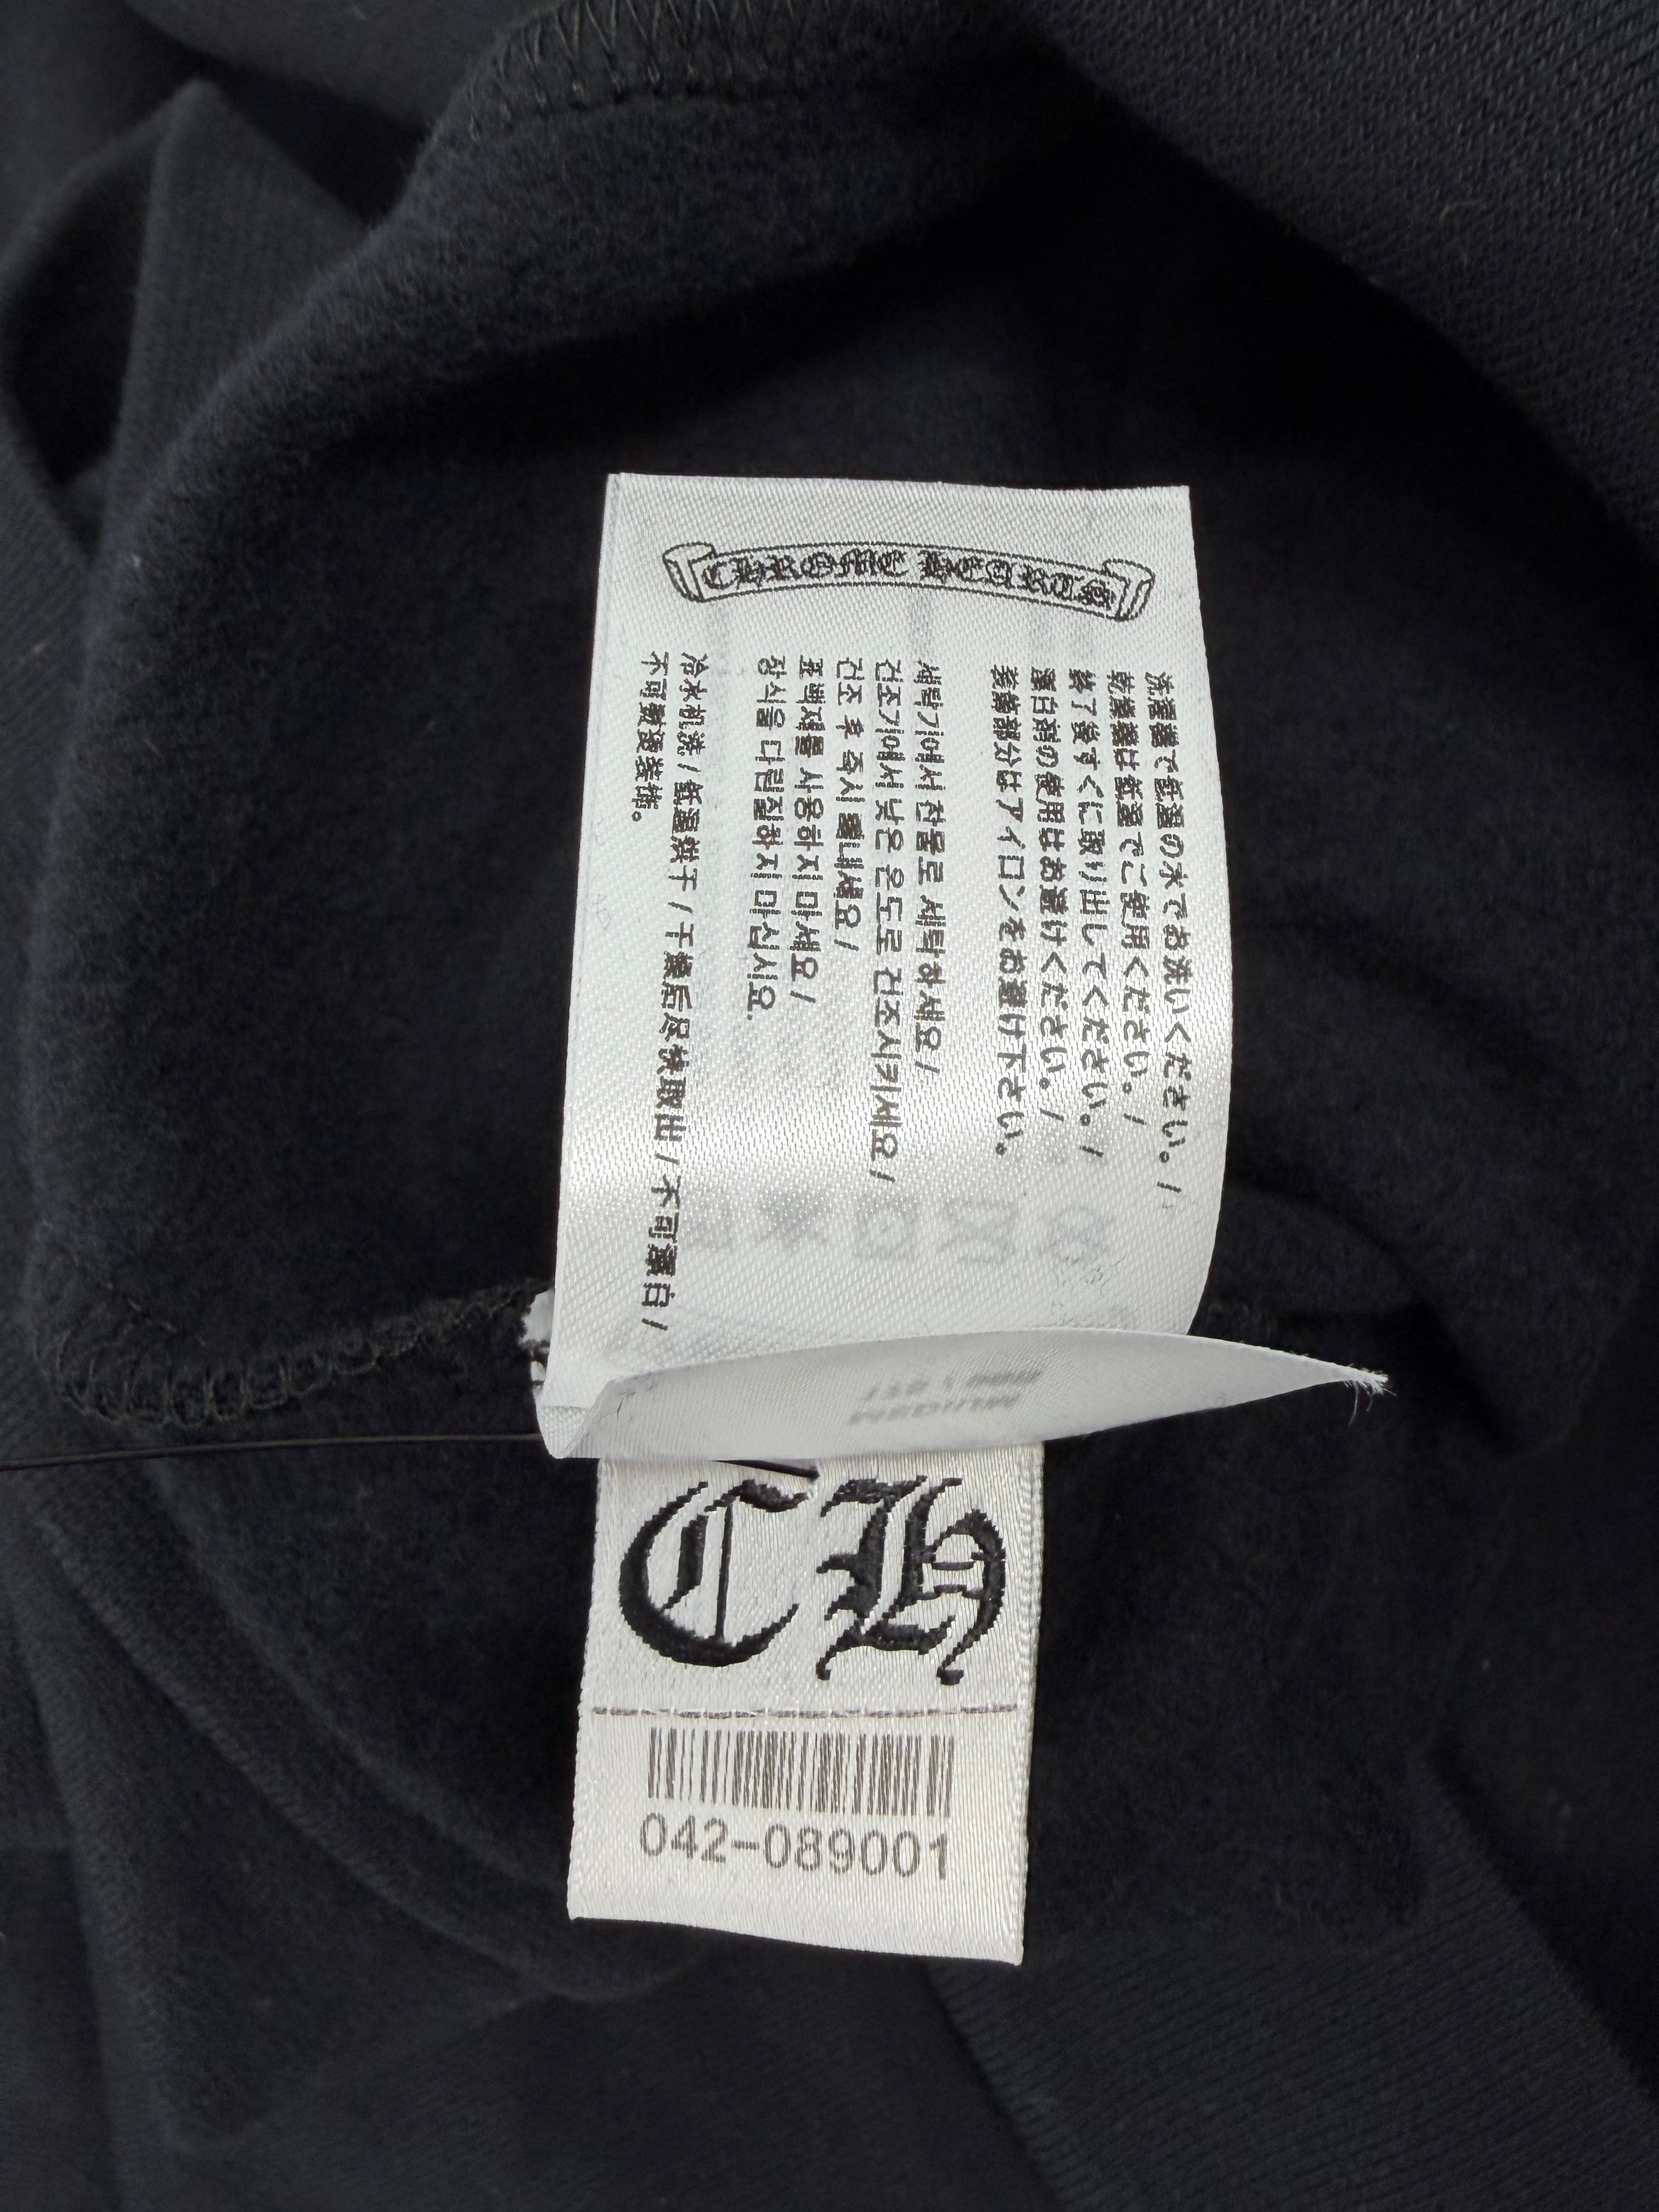 CHROME HEARTS
洗濯機で低温の水でお洗いください。/
乾燥機は低温でご使用ください。/
終了後すぐに取り出してください。/
漂白剤の使用はお避けください。/
装飾部分はアイロンをお避け下さい。
세탁기에서 찬물로 세탁하세요/
건조기에서 낮은 온도로 건조시키세요/
건조 후 즉시 꺼내세요/
표백제를 사용하지 마세요/
장식을 다림질하지 마십시요.
冷水机洗/低温烘干/干燥后尽快取出/不可漂白/
不可熨烫装饰。
MEDIUM
CH
042-089001